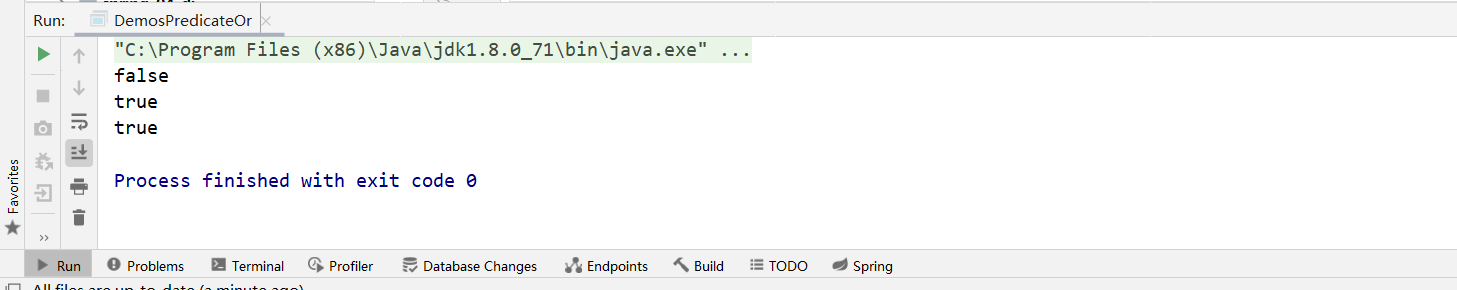 Run:
DemosPredicateOr
"C:\Program Files (x86)\Java\jdk1.8.0_71\bin\java.exe" ...
false
true
true
Process finished with exit code 0
Favorites
Run Problems Terminal Profiler Database Changes Endpoints Build TODO Spring
All files are up-to-date (a minute ago)